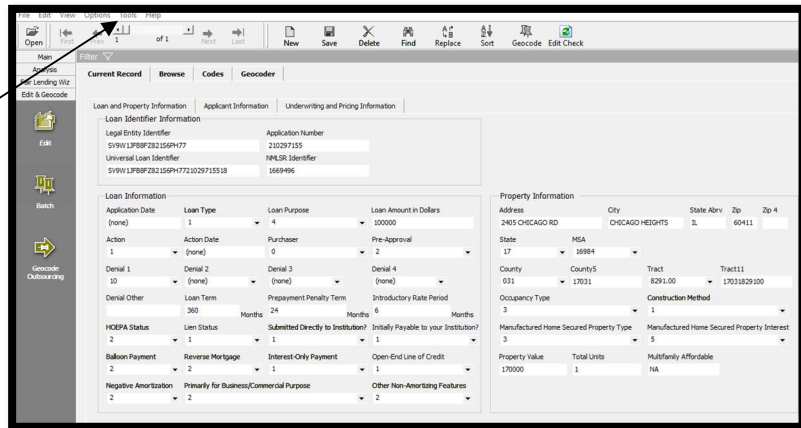 File Edit View Options Tools Help
Open First Prev 1 of 1 Next Last New Save Delete Find Replace Sort Geocode Edit Check
Main
Filter
Analysis
Fair Lending Wiz
Edit & Geocode
Edit
Batch
Geocode
Outsourcing
Current Record Browse Codes Geocoder
Loan and Property Information Applicant Information Underwriting and Pricing Information
Loan Identifier Information
Legal Entity Identifier Application Number
SV9W1JFB8FZ821S6PH77 210297155
Universal Loan Identifier NMLSR Identifier
SV9W1JFB8FZ821S6PH7721029715518 1669496
Loan Information
Application Date Loan Type Loan Purpose Loan Amount in Dollars
(none) 1 4 100000
Action Action Date Purchaser Pre-Approval
1 (none) 0 2
Denial 1 Denial 2 Denial 3 Denial 4
10 (none) (none) (none)
Denial Other Loan Term Prepayment Penalty Term Introductory Rate Period
360 Months 24 Months 6 Months
HOEPA Status Lien Status Submitted Directly to Institution? Initially Payable to your Institution?
2 1 1 1
Balloon Payment Reverse Mortgage Interest-Only Payment Open-End Line of Credit
2 2 1 1
Negative Amortization Primarily for Business/Commercial Purpose Other Non-Amortizing Features
2 2 2
Property Information
Address City State Abrv Zip Zip 4
2405 CHICAGO RD CHICAGO HEIGHTS IL 60411
State MSA
17 16984
County County5 Tract Tract11
031 17031 8291.00 17031829100
Occupancy Type Construction Method
3 1
Manufactured Home Secured Property Type Manufactured Home Secured Property Interest
3 5
Property Value Total Units Multifamily Affordable
170000 1 NA